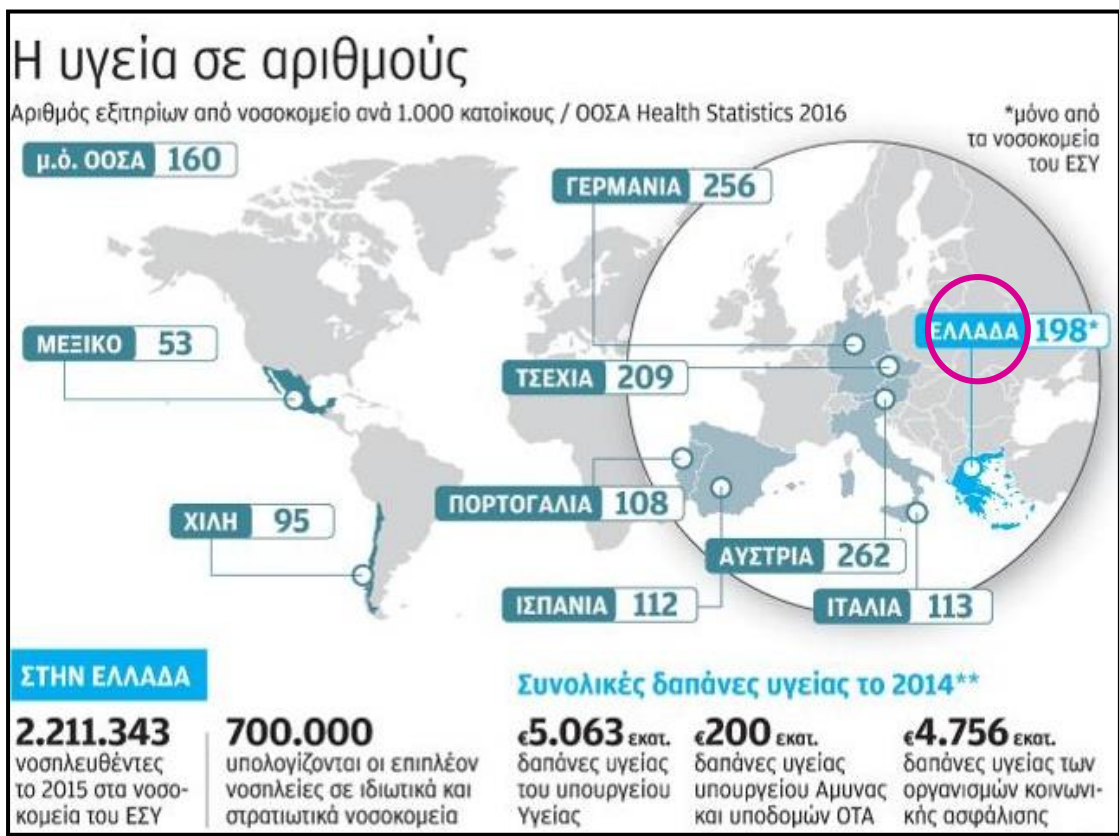 Η υγεία σε αριθμούς
Αριθμός εξιτηρίων από νοσοκομείο ανά 1.000 κατοίκους / ΟΟΣΑ Health Statistics 2016
*μόνο από
τα νοσοκομεία
του ΕΣΥ
μ.ό. ΟΟΣΑ 160
ΓΕΡΜΑΝΙΑ 256
ΜΕΞΙΚΟ 53
ΕΛΛΑΔΑ 198*
ΤΣΕΧΙΑ 209
ΠΟΡΤΟΓΑΛΙΑ 108
ΧΙΛΗ 95
ΑΥΣΤΡΙΑ 262
ΙΣΠΑΝΙΑ 112
ΙΤΑΛΙΑ 113
ΣΤΗΝ ΕΛΛΑΔΑ
2.211.343
νοσηλευθέντες
το 2015 στα νοσο-
κομεία του ΕΣΥ
700.000
υπολογίζονται οι επιπλέον
νοσηλείες σε ιδιωτικά και
στρατιωτικά νοσοκομεία
Συνολικές δαπάνες υγείας το 2014**
€5.063 εκατ.
δαπάνες υγείας
του υπουργείου
Υγείας
€200 εκατ.
δαπάνες υγείας
υπουργείου Αμυνας
και υποδομών ΟΤΑ
€4.756 εκατ.
δαπάνες υγείας των
οργανισμών κοινωνι-
κής ασφάλισης